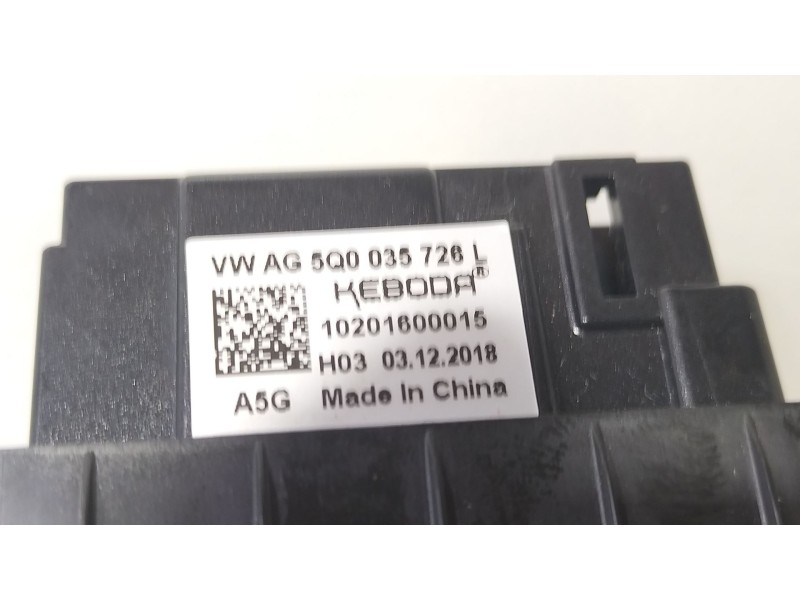 VW AG 5Q0 035 726 L
KEBODA®
10201600015
H03 03.12.2018
A5G Made In China